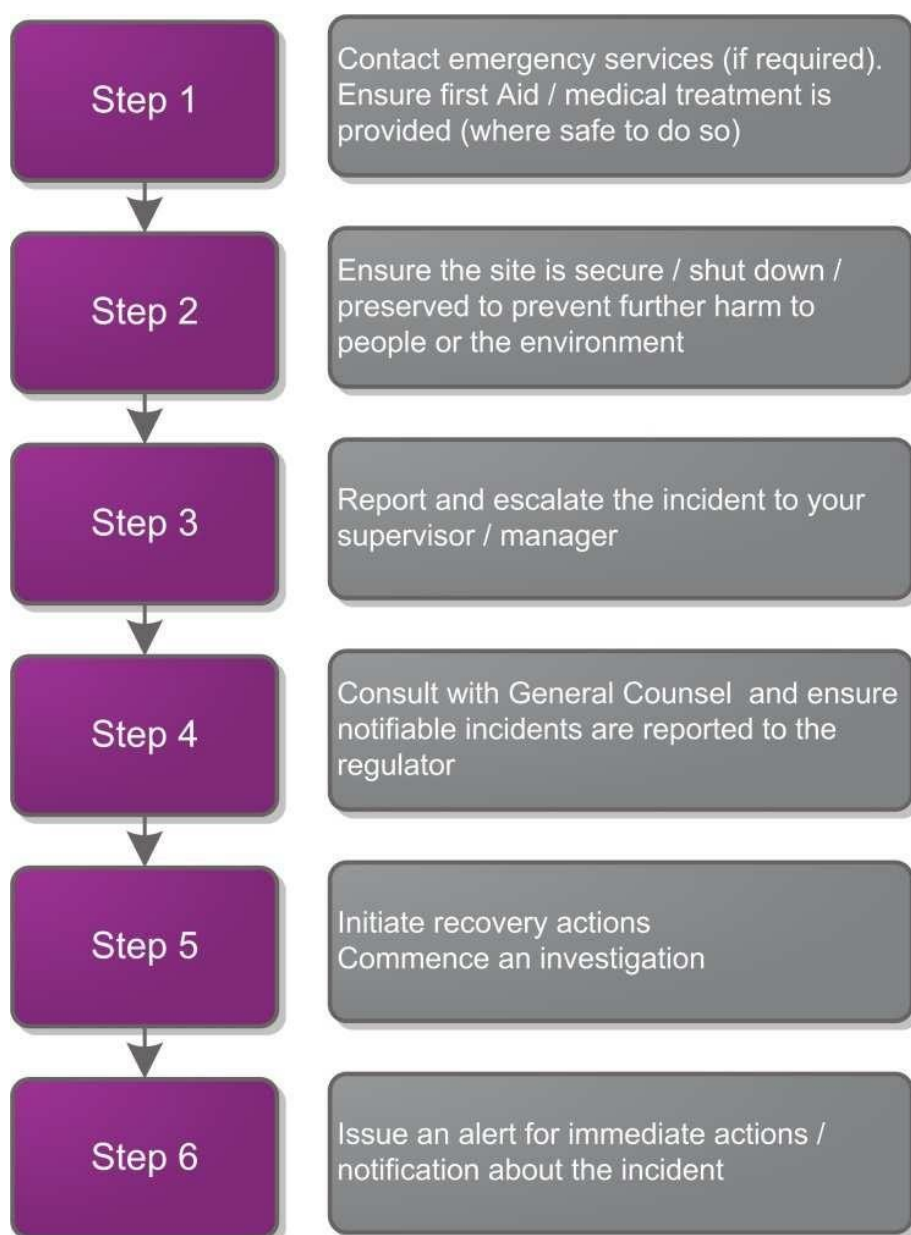 Step 1
Contact emergency services (if required).
Ensure first Aid / medical treatment is
provided (where safe to do so)
Step 2
Ensure the site is secure / shut down /
preserved to prevent further harm to
people or the environment
Step 3
Report and escalate the incident to your
supervisor / manager
Step 4
Consult with General Counsel  and ensure
notifiable incidents are reported to the
regulator
Step 5
Initiate recovery actions
Commence an investigation
Step 6
Issue an alert for immediate actions /
notification about the incident